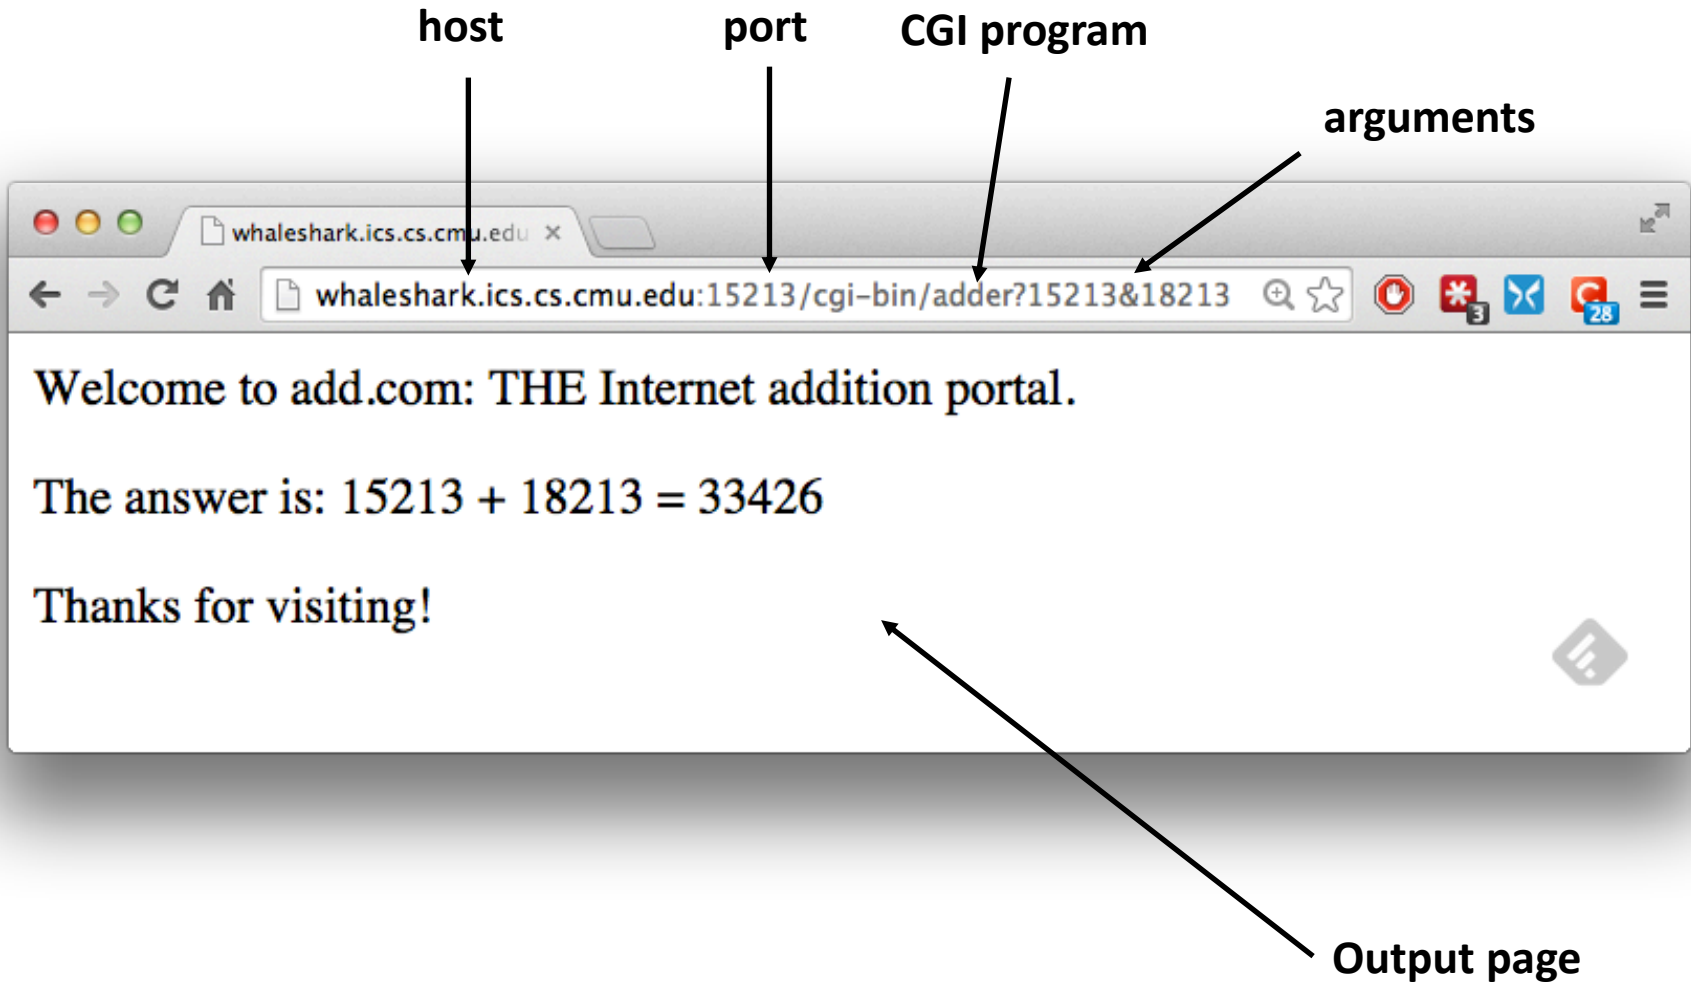 host port CGI program
arguments
whaleshark.ics.cs.cmu.edu
whaleshark.ics.cs.cmu.edu:15213/cgi-bin/adder?15213&18213
3
28
Welcome to add.com: THE Internet addition portal.
The answer is: 15213 + 18213 = 33426
Thanks for visiting!
Output page